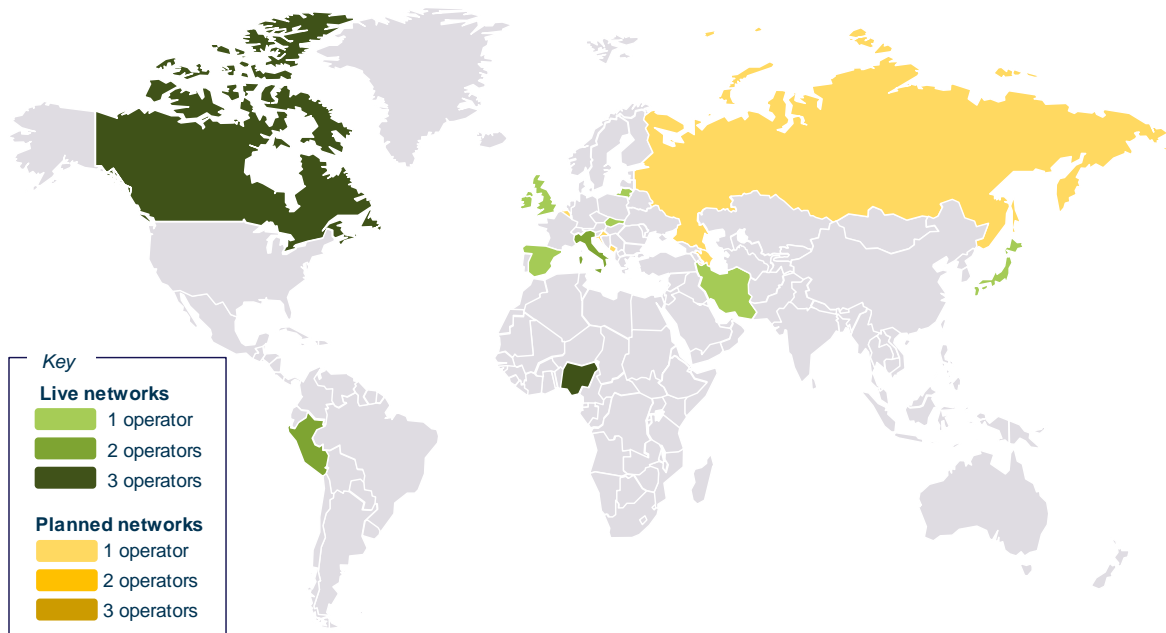 Key
Live networks
1 operator
2 operators
3 operators
Planned networks
1 operator
2 operators
3 operators